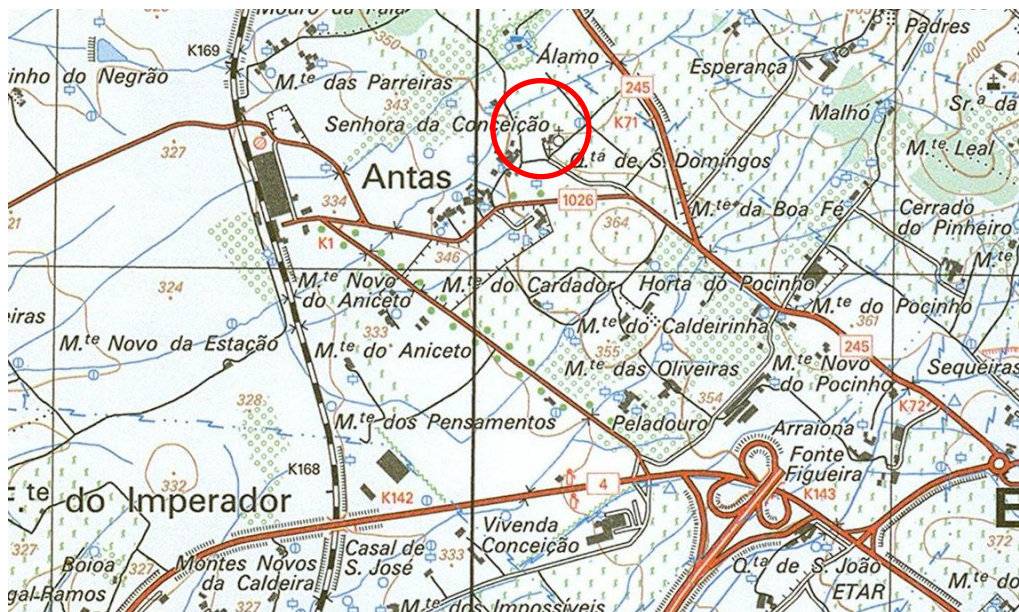 350
K169
Álamo
Padres
Esperança
400
M.te das Parreiras
245
343
K71
Malhó
Sr.ª da
inho do Negrão
Senhora da Conceição
327
M.te Leal
Q.tá de S. Domingos
Antas
1026
334
364
M.te da Boa Fé
Cerrado
do Pinheiro
21
K1
346
M.te
324
M.te Novo
do Aniceto
M.te do Cardador
Horta do Pocinho
333
M.te do Pocinho
eiras
361
M.te do Caldeirinha
M.te Novo da Estação
M.te do Aniceto
355
245
M.te das Oliveiras
M.te Novo
do Pocinho
Sequeiras
354
328
K72
M.te dos Pensamentos
Peladouro
Arraiona
K168
Fonte
Figueira
332
4
K143
.te do Imperador
K142
E
Vivenda
Conceição
327
372
Boioa
327
Montes Novos
da Caldeira
Casal de
S. José
333
Q.ta de S. João
ETAR
M.te do
gal-Ramos
339
M.te dos Impossíveis